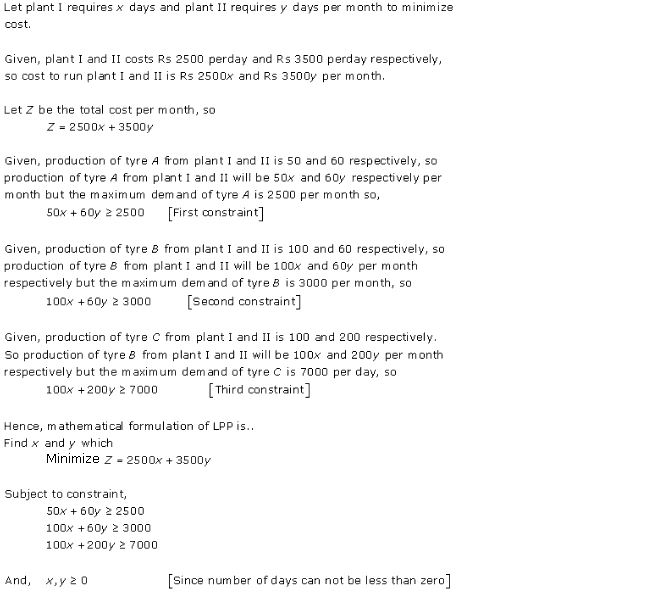 Let plant I requires x days and plant II requires y days per month to minimize
cost.
Given, plant I and II costs Rs 2500 perday and Rs 3500 perday respectively,
so cost to run plant I and II is Rs 2500x and Rs 3500y per month.
Let Z be the total cost per month, so
Z = 2500x + 3500y
Given, production of tyre A from plant I and II is 50 and 60 respectively, so
production of tyre A from plant I and II will be 50x and 60y respectively per
month but the maximum demand of tyre A is 2500 per month so,
50x + 60y ≥ 2500 [First constraint]
Given, production of tyre B from plant I and II is 100 and 60 respectively, so
production of tyre B from plant I and II will be 100x and 60y per month
respectively but the maximum demand of tyre B is 3000 per month, so
100x + 60y ≥ 3000 [Second constraint]
Given, production of tyre C from plant I and II is 100 and 200 respectively.
So production of tyre B from plant I and II will be 100x and 200y per month
respectively but the maximum demand of tyre C is 7000 per day, so
100x + 200y ≥ 7000 [Third constraint]
Hence, mathematical formulation of LPP is..
Find x and y which
Minimize Z = 2500x + 3500y
Subject to constraint,
50x + 60y ≥ 2500
100x + 60y ≥ 3000
100x + 200y ≥ 7000
And, x, y ≥ 0 [Since number of days can not be less than zero]